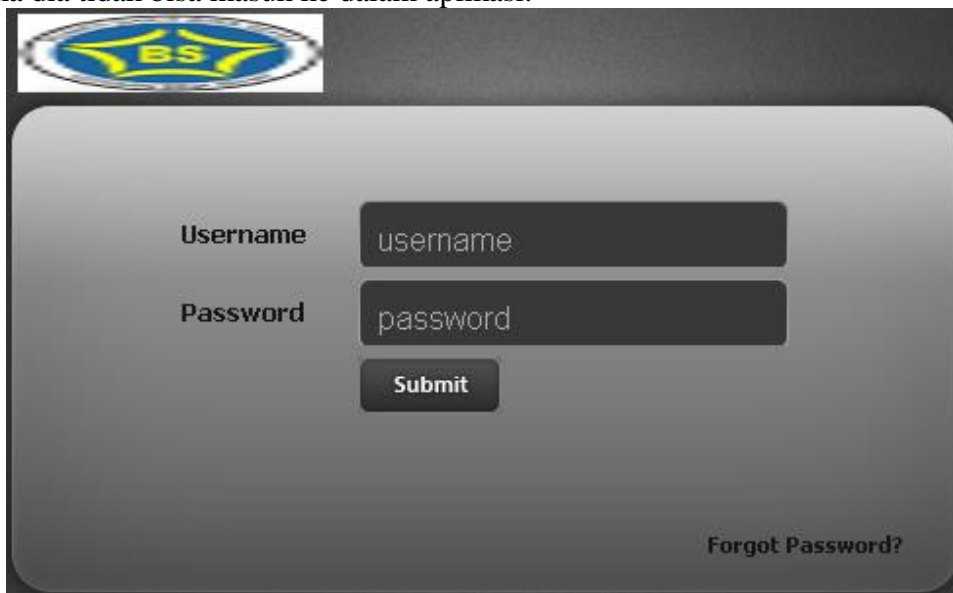 dia tidak bisa masuk ke dalam aplikasi.
BS
Username
username
Password
password
Submit
Forgot Password?